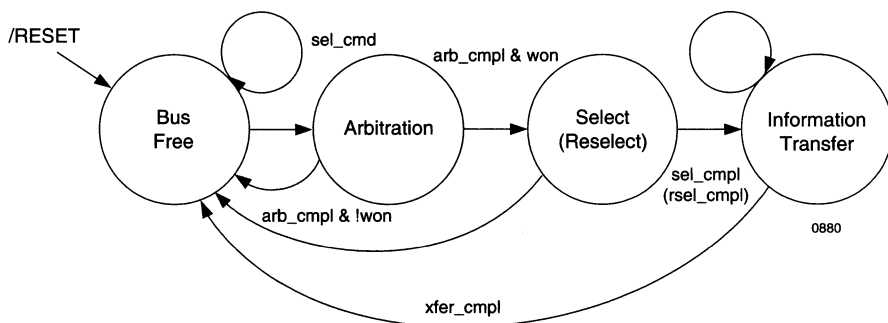 /RESET
sel_cmd
arb_cmpl & won
Bus
Free
Arbitration
Select
(Reselect)
Information
Transfer
sel_cmpl
(rsel_cmpl)
arb_cmpl & !won
0880
xfer_cmpl